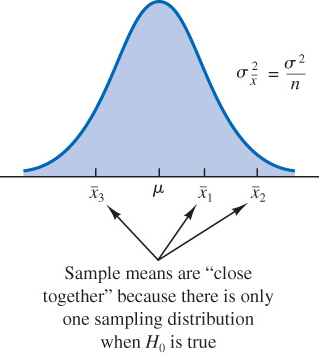 σ²_x̄ = σ²/n
x̄₃ μ x̄₁ x̄₂
Sample means are “close
together” because there is only
one sampling distribution
when H₀ is true